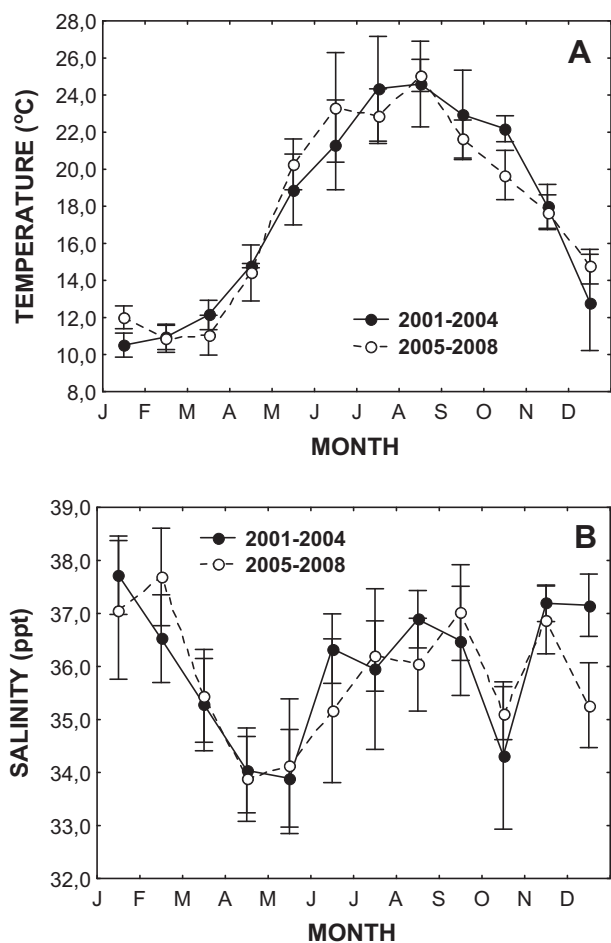 A
TEMPERATURE (°C)
28,0
26,0
24,0
22,0
20,0
18,0
16,0
14,0
12,0
10,0
8,0
2001-2004
2005-2008
J F M A M J J A S O N D
MONTH
B
SALINITY (ppt)
39,0
38,0
37,0
36,0
35,0
34,0
33,0
32,0
2001-2004
2005-2008
J F M A M J J A S O N D
MONTH